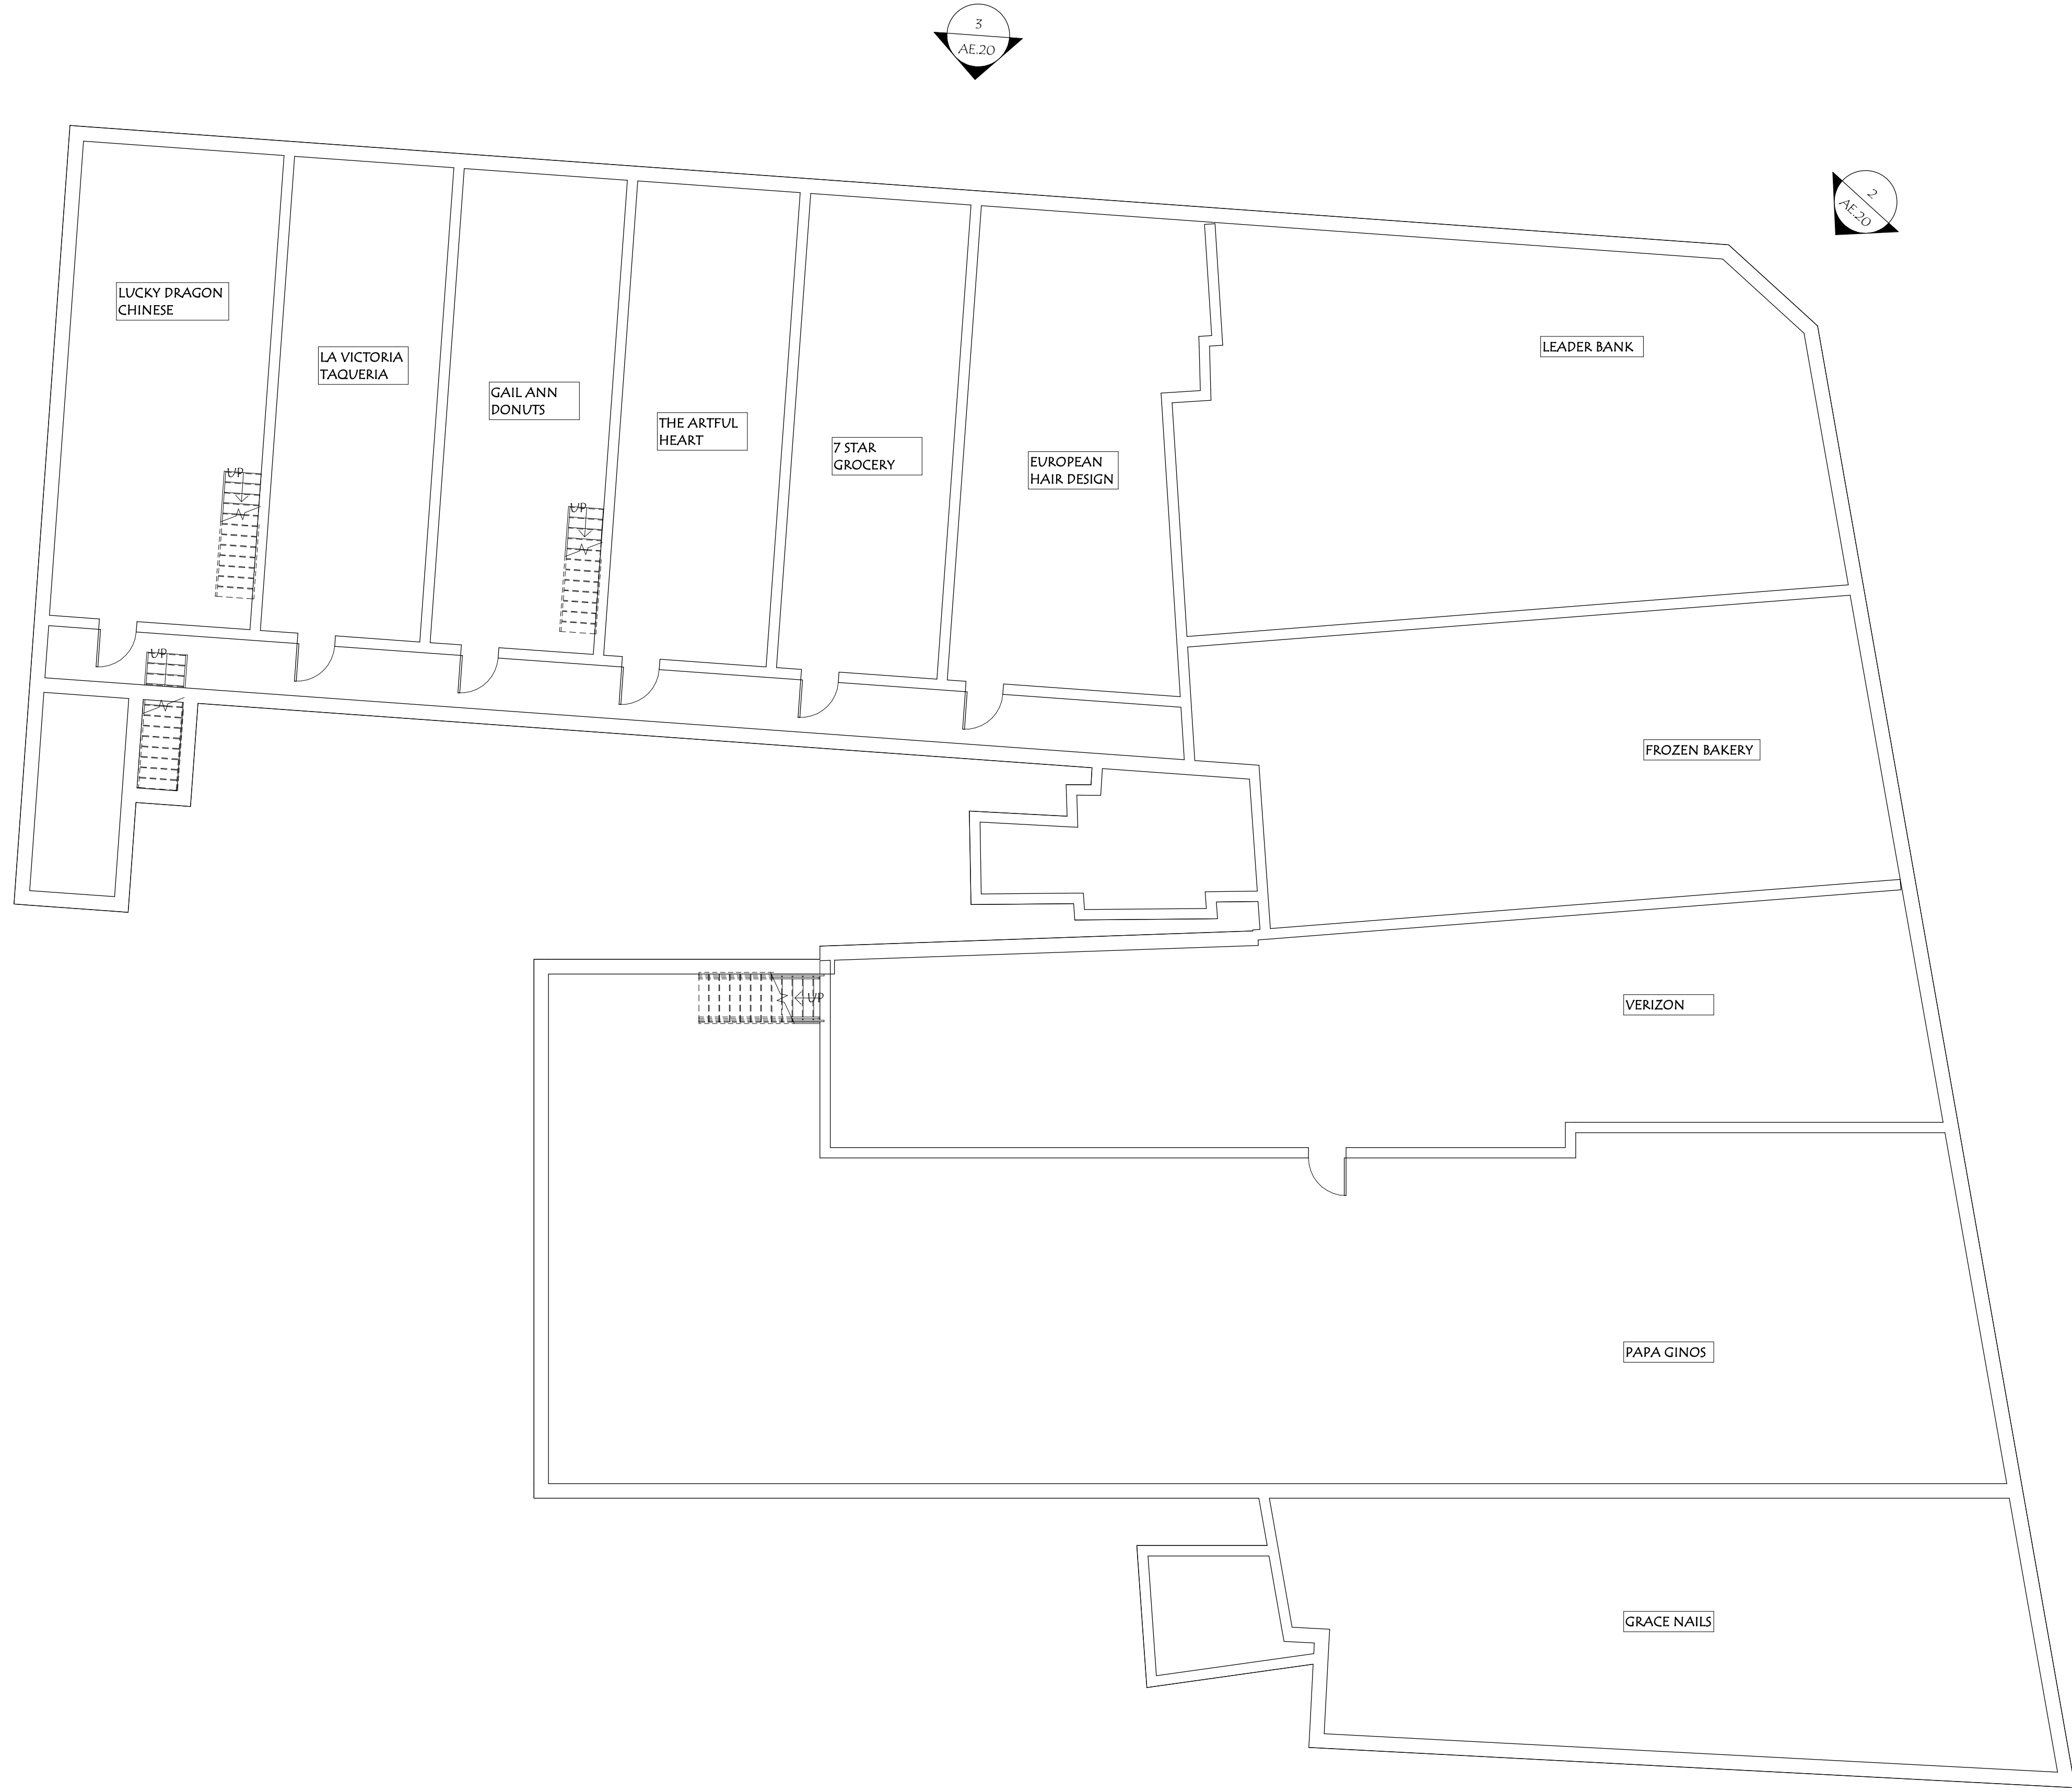 3
AE.20
2
AE.20
LUCKY DRAGON
CHINESE
LA VICTORIA
TAQUERIA
GAIL ANN
DONUTS
THE ARTFUL
HEART
7 STAR
GROCERY
EUROPEAN
HAIR DESIGN
LEADER BANK
UP
UP
UP
FROZEN BAKERY
UP
VERIZON
PAPA GINOS
GRACE NAILS